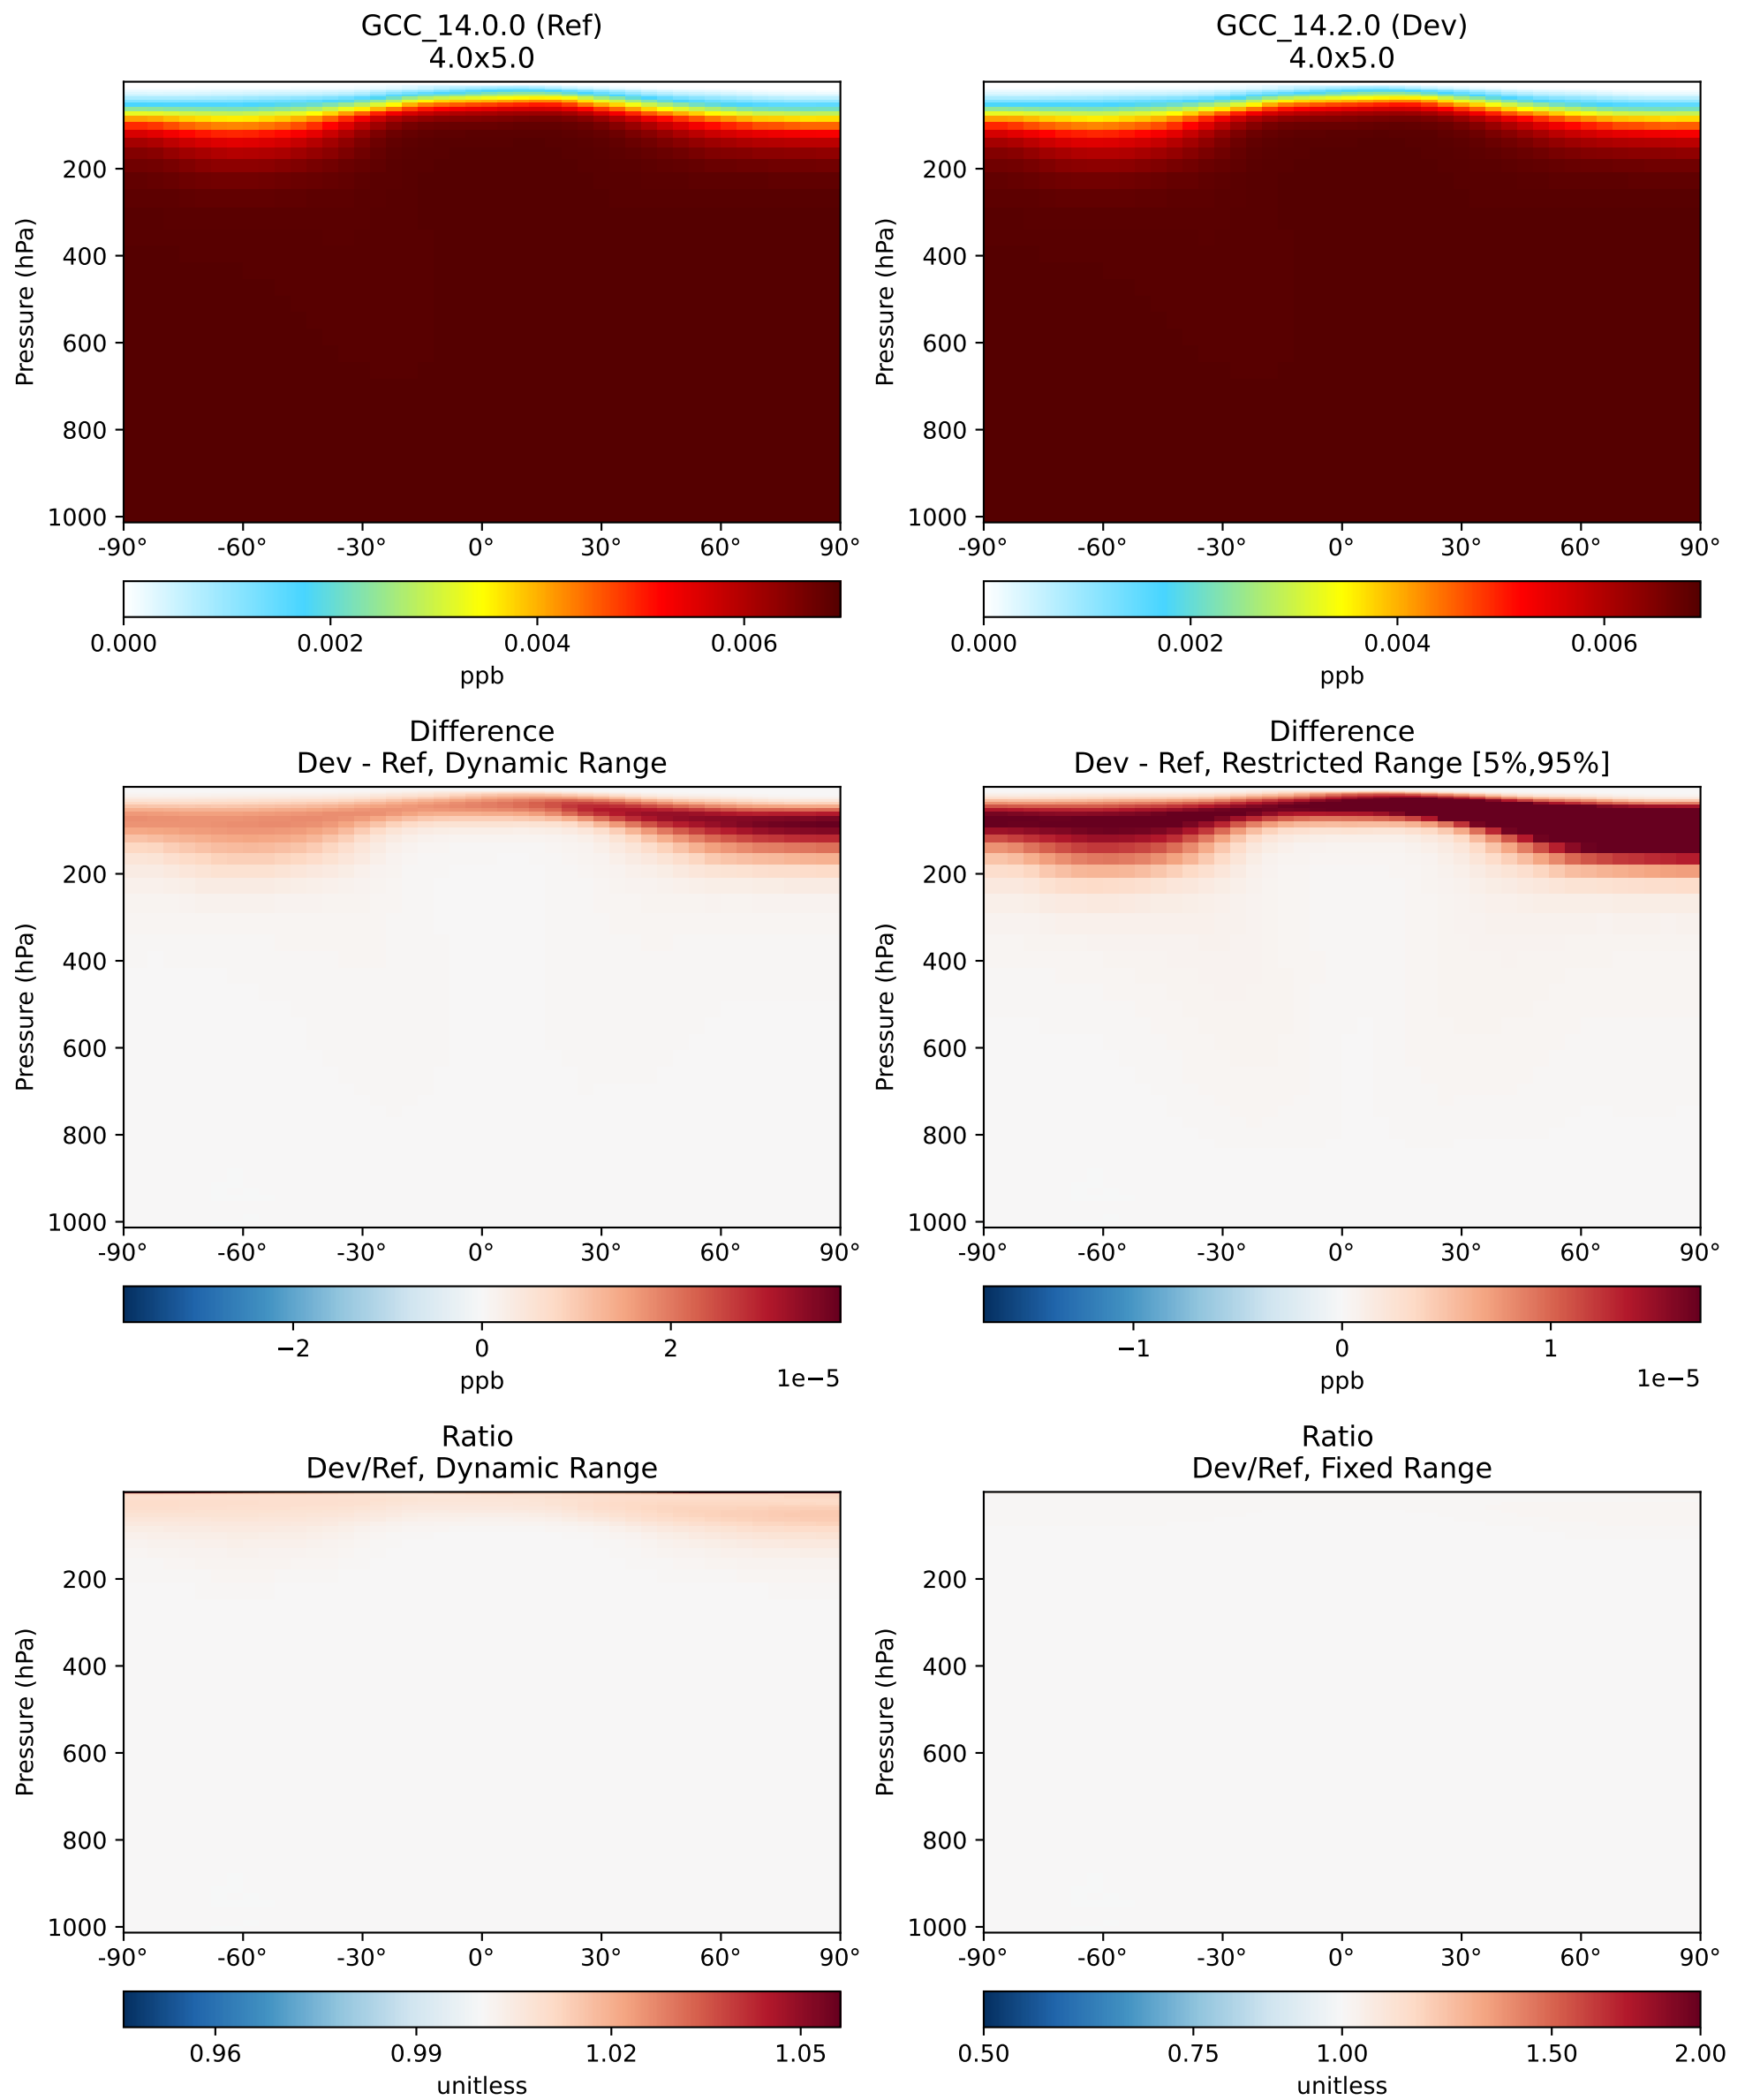 GCC_14.0.0 (Ref)
4.0x5.0
Pressure (hPa)
200
400
600
800
1000
-90° -60° -30° 0° 30° 60° 90°
0.000 0.002 0.004 0.006
ppb
GCC_14.2.0 (Dev)
4.0x5.0
Pressure (hPa)
200
400
600
800
1000
-90° -60° -30° 0° 30° 60° 90°
0.000 0.002 0.004 0.006
ppb
Difference
Dev - Ref, Dynamic Range
Pressure (hPa)
200
400
600
800
1000
-90° -60° -30° 0° 30° 60° 90°
−2 0 2
ppb
1e−5
Difference
Dev - Ref, Restricted Range [5%,95%]
Pressure (hPa)
200
400
600
800
1000
-90° -60° -30° 0° 30° 60° 90°
−1 0 1
ppb
1e−5
Ratio
Dev/Ref, Dynamic Range
Pressure (hPa)
200
400
600
800
1000
-90° -60° -30° 0° 30° 60° 90°
0.96 0.99 1.02 1.05
unitless
Ratio
Dev/Ref, Fixed Range
Pressure (hPa)
200
400
600
800
1000
-90° -60° -30° 0° 30° 60° 90°
0.50 0.75 1.00 1.50 2.00
unitless